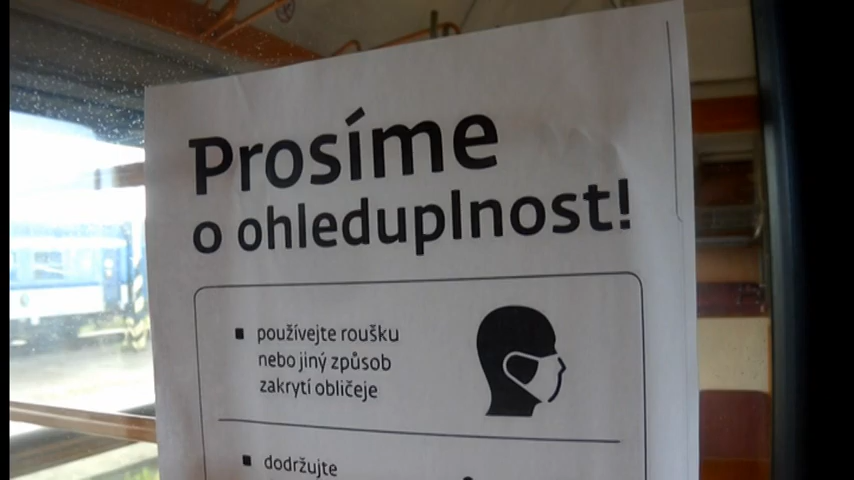 Prosíme
o ohleduplnost!
■ používejte roušku
nebo jiný způsob
zakrytí obličeje
■ dodržujte